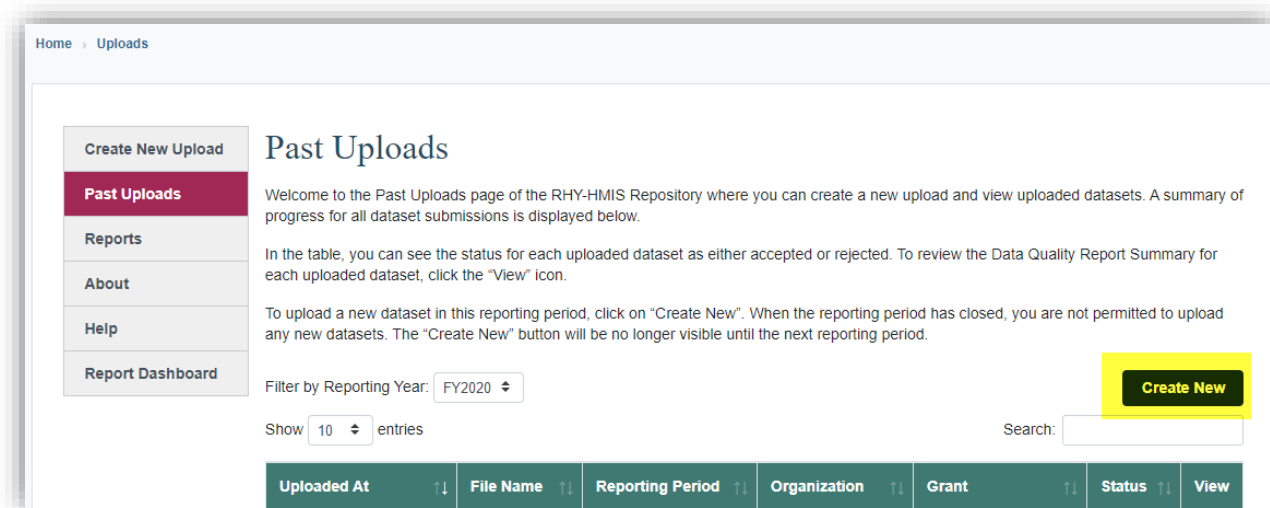 Home › Uploads
Create New Upload
Past Uploads
Reports
About
Help
Report Dashboard
Past Uploads
Welcome to the Past Uploads page of the RHY-HMIS Repository where you can create a new upload and view uploaded datasets. A summary of
progress for all dataset submissions is displayed below.
In the table, you can see the status for each uploaded dataset as either accepted or rejected. To review the Data Quality Report Summary for
each uploaded dataset, click the “View” icon.
To upload a new dataset in this reporting period, click on “Create New”. When the reporting period has closed, you are not permitted to upload
any new datasets. The “Create New” button will be no longer visible until the next reporting period.
Filter by Reporting Year: FY2020
Create New
Show 10 entries
Search:
Uploaded At File Name Reporting Period Organization Grant Status View